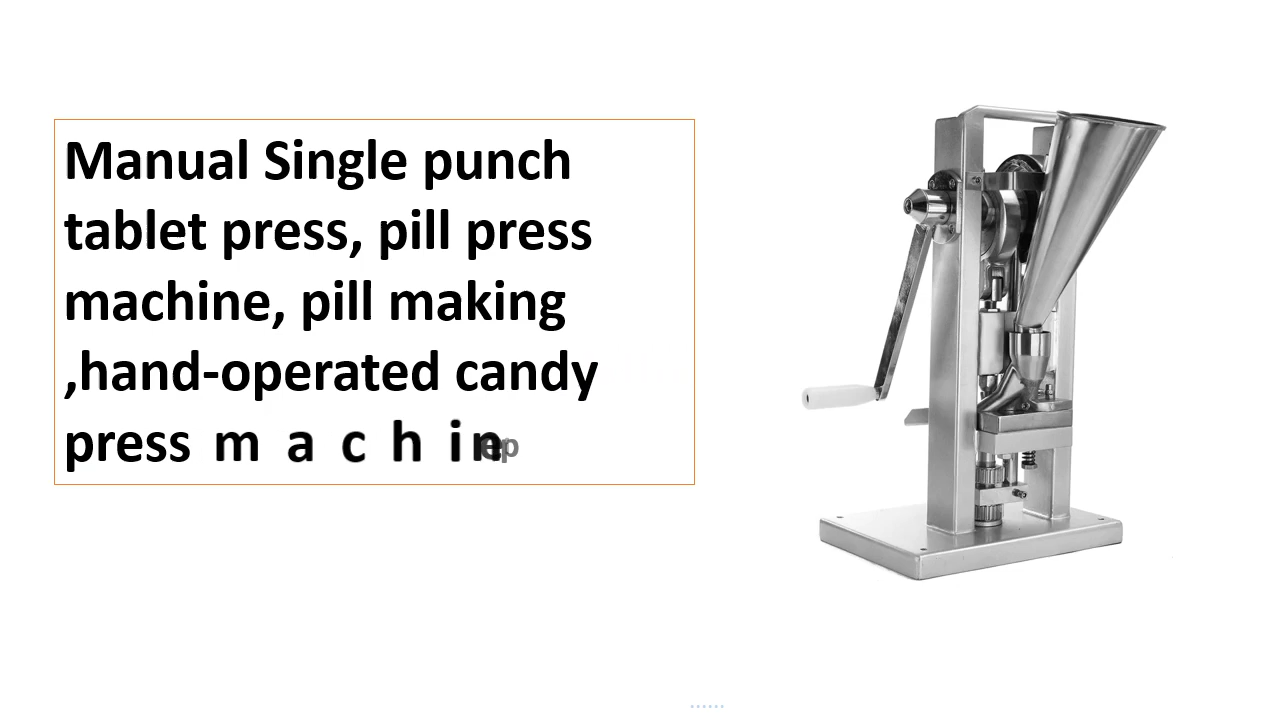 Manual Single punch
tablet press, pill press
machine, pill making
,hand-operated candy
press m a c h i n